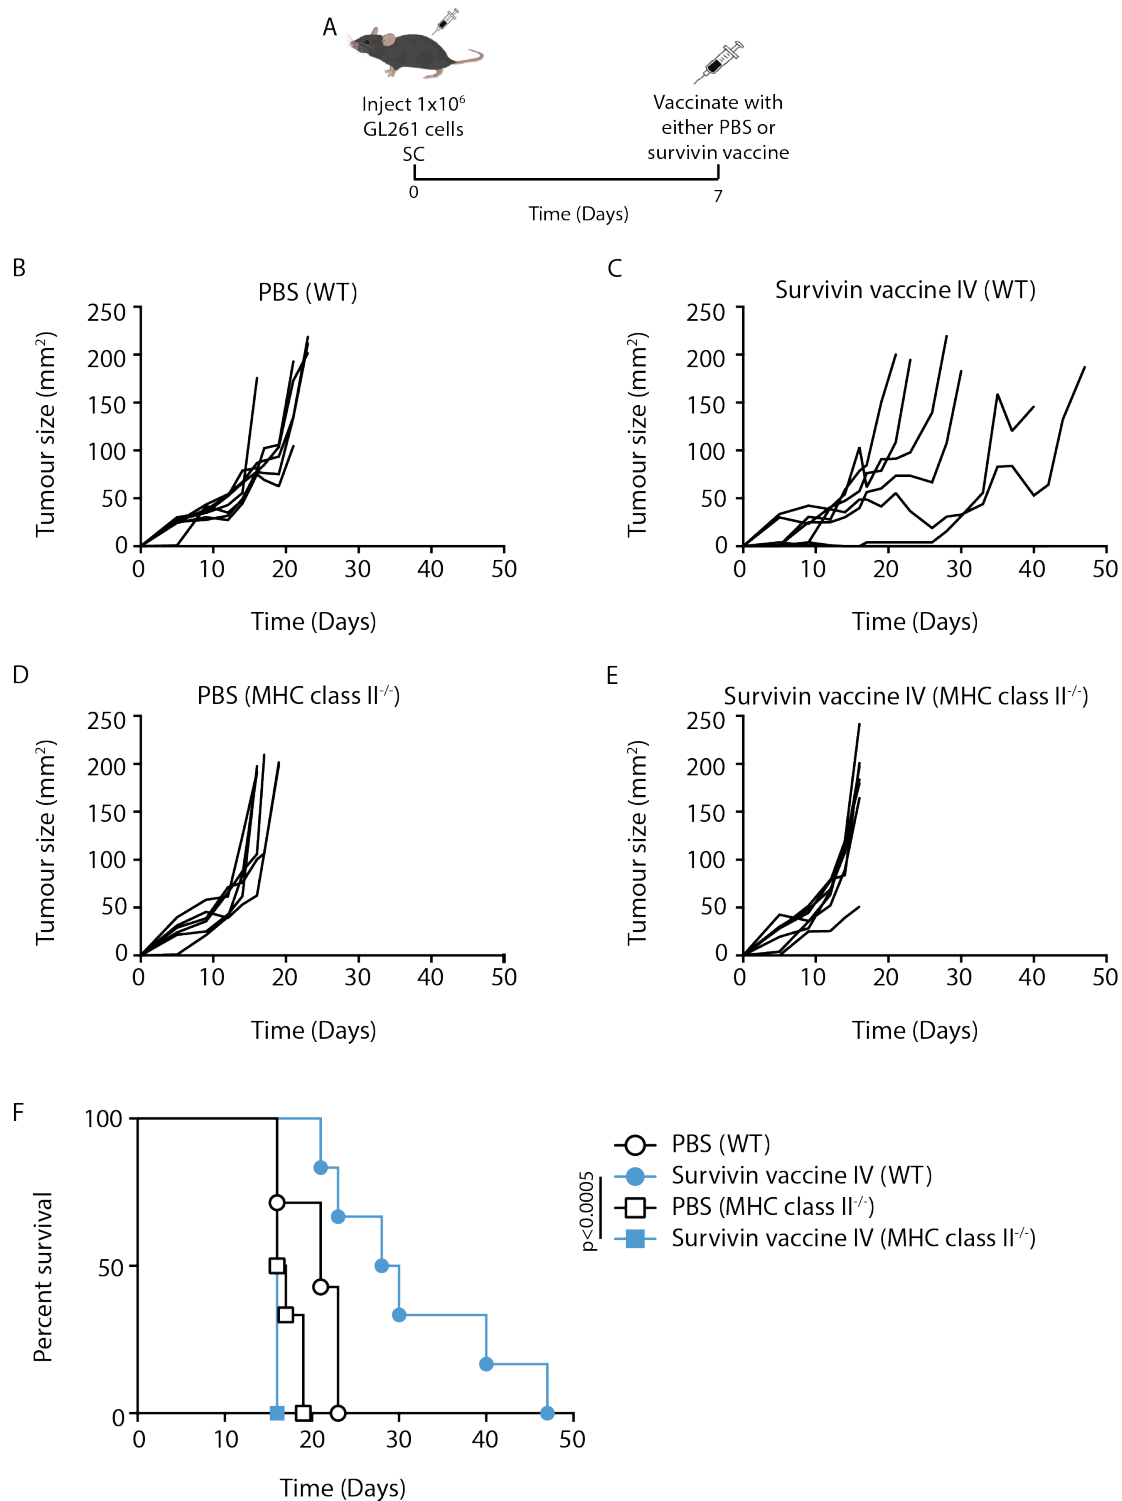 A
Inject 1x10⁶
GL261 cells
SC
Vaccinate with
either PBS or
survivin vaccine
0
7
Time (Days)
B
PBS (WT)
Tumour size (mm²)
250
200
150
100
50
0
0 10 20 30 40 50
Time (Days)
C
Survivin vaccine IV (WT)
Tumour size (mm²)
250
200
150
100
50
0
0 10 20 30 40 50
Time (Days)
D
PBS (MHC class II⁻/⁻)
Tumour size (mm²)
250
200
150
100
50
0
0 10 20 30 40 50
Time (Days)
E
Survivin vaccine IV (MHC class II⁻/⁻)
Tumour size (mm²)
250
200
150
100
50
0
0 10 20 30 40 50
Time (Days)
F
Percent survival
100
50
0
0 10 20 30 40 50
Time (Days)
PBS (WT)
Survivin vaccine IV (WT)
PBS (MHC class II⁻/⁻)
Survivin vaccine IV (MHC class II⁻/⁻)
p<0.0005